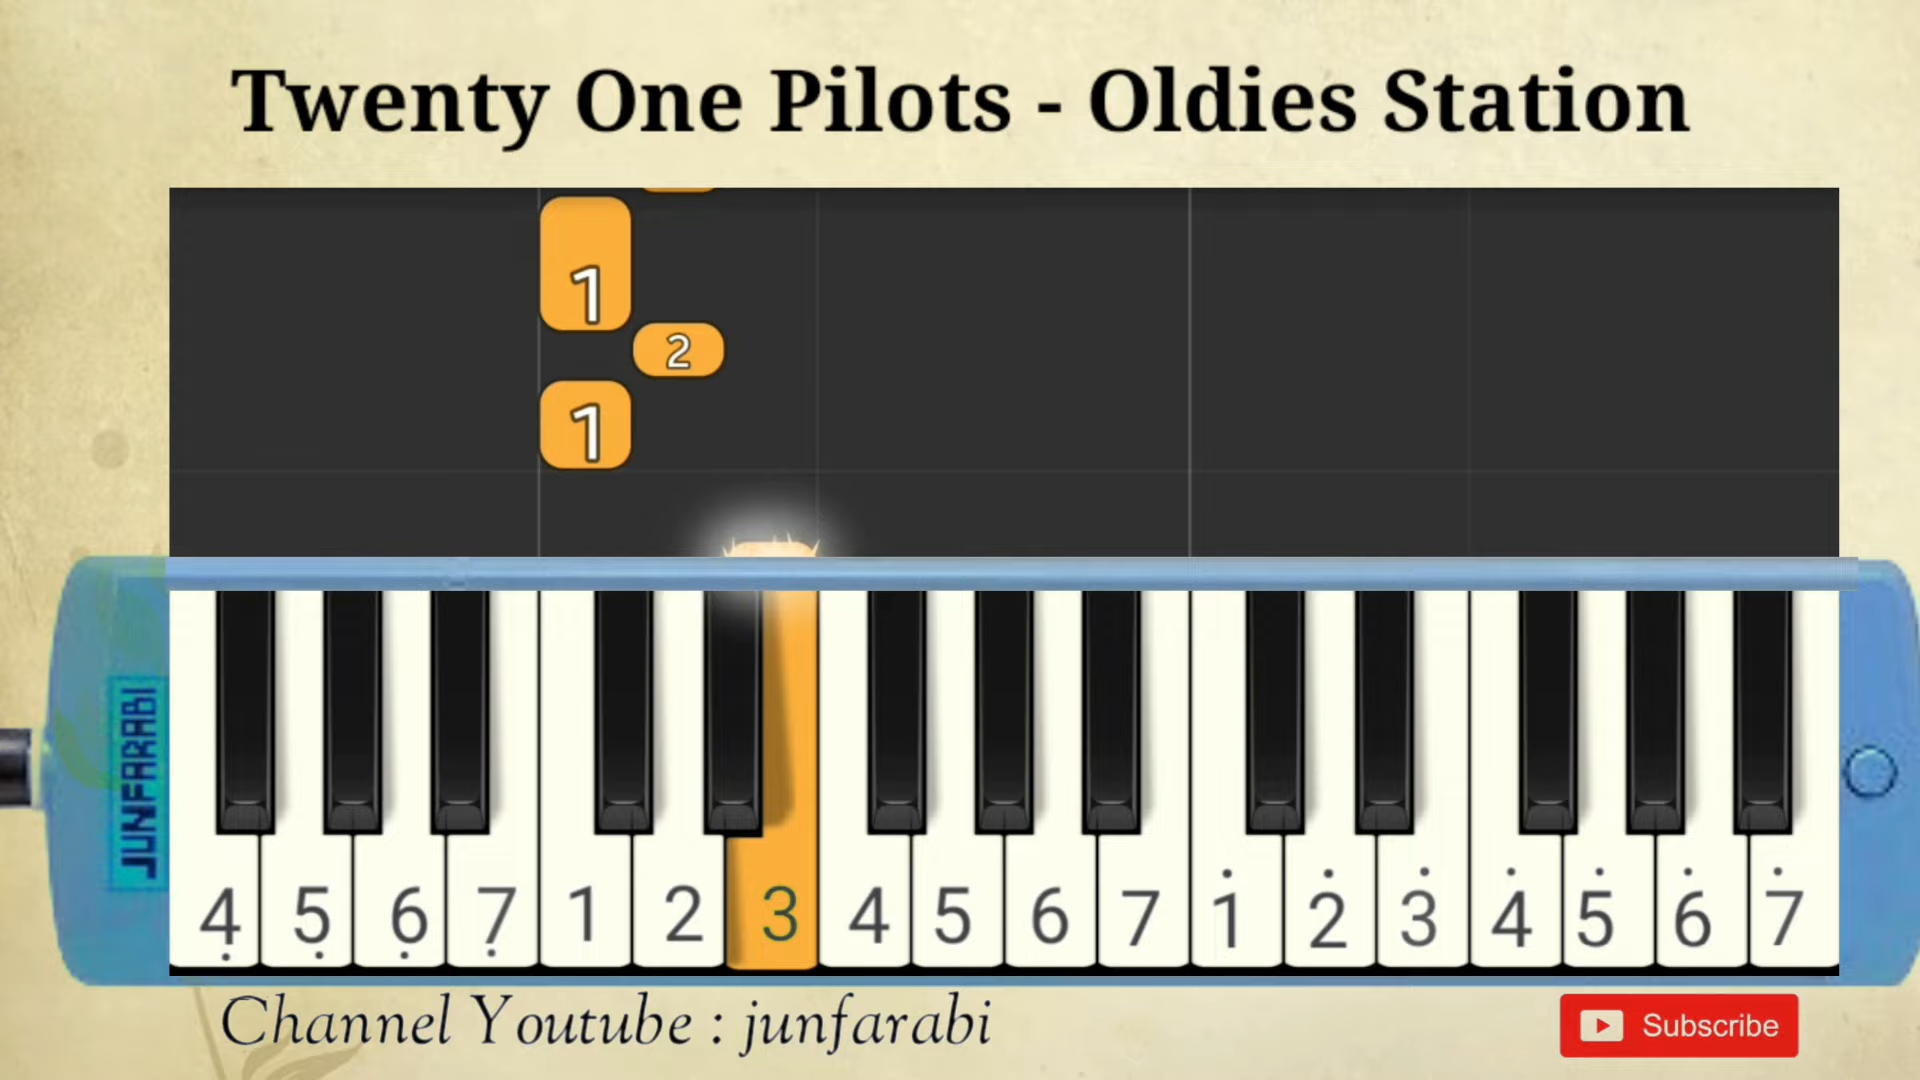 Twenty One Pilots - Oldies Station
1
2
1
JUNFARABI
4̣ 5̣ 6̣ 7̣ 1 2 3 4 5 6 7 1̇ 2̇ 3̇ 4̇ 5̇ 6̇ 7̇
Channel Youtube : junfarabi
Subscribe